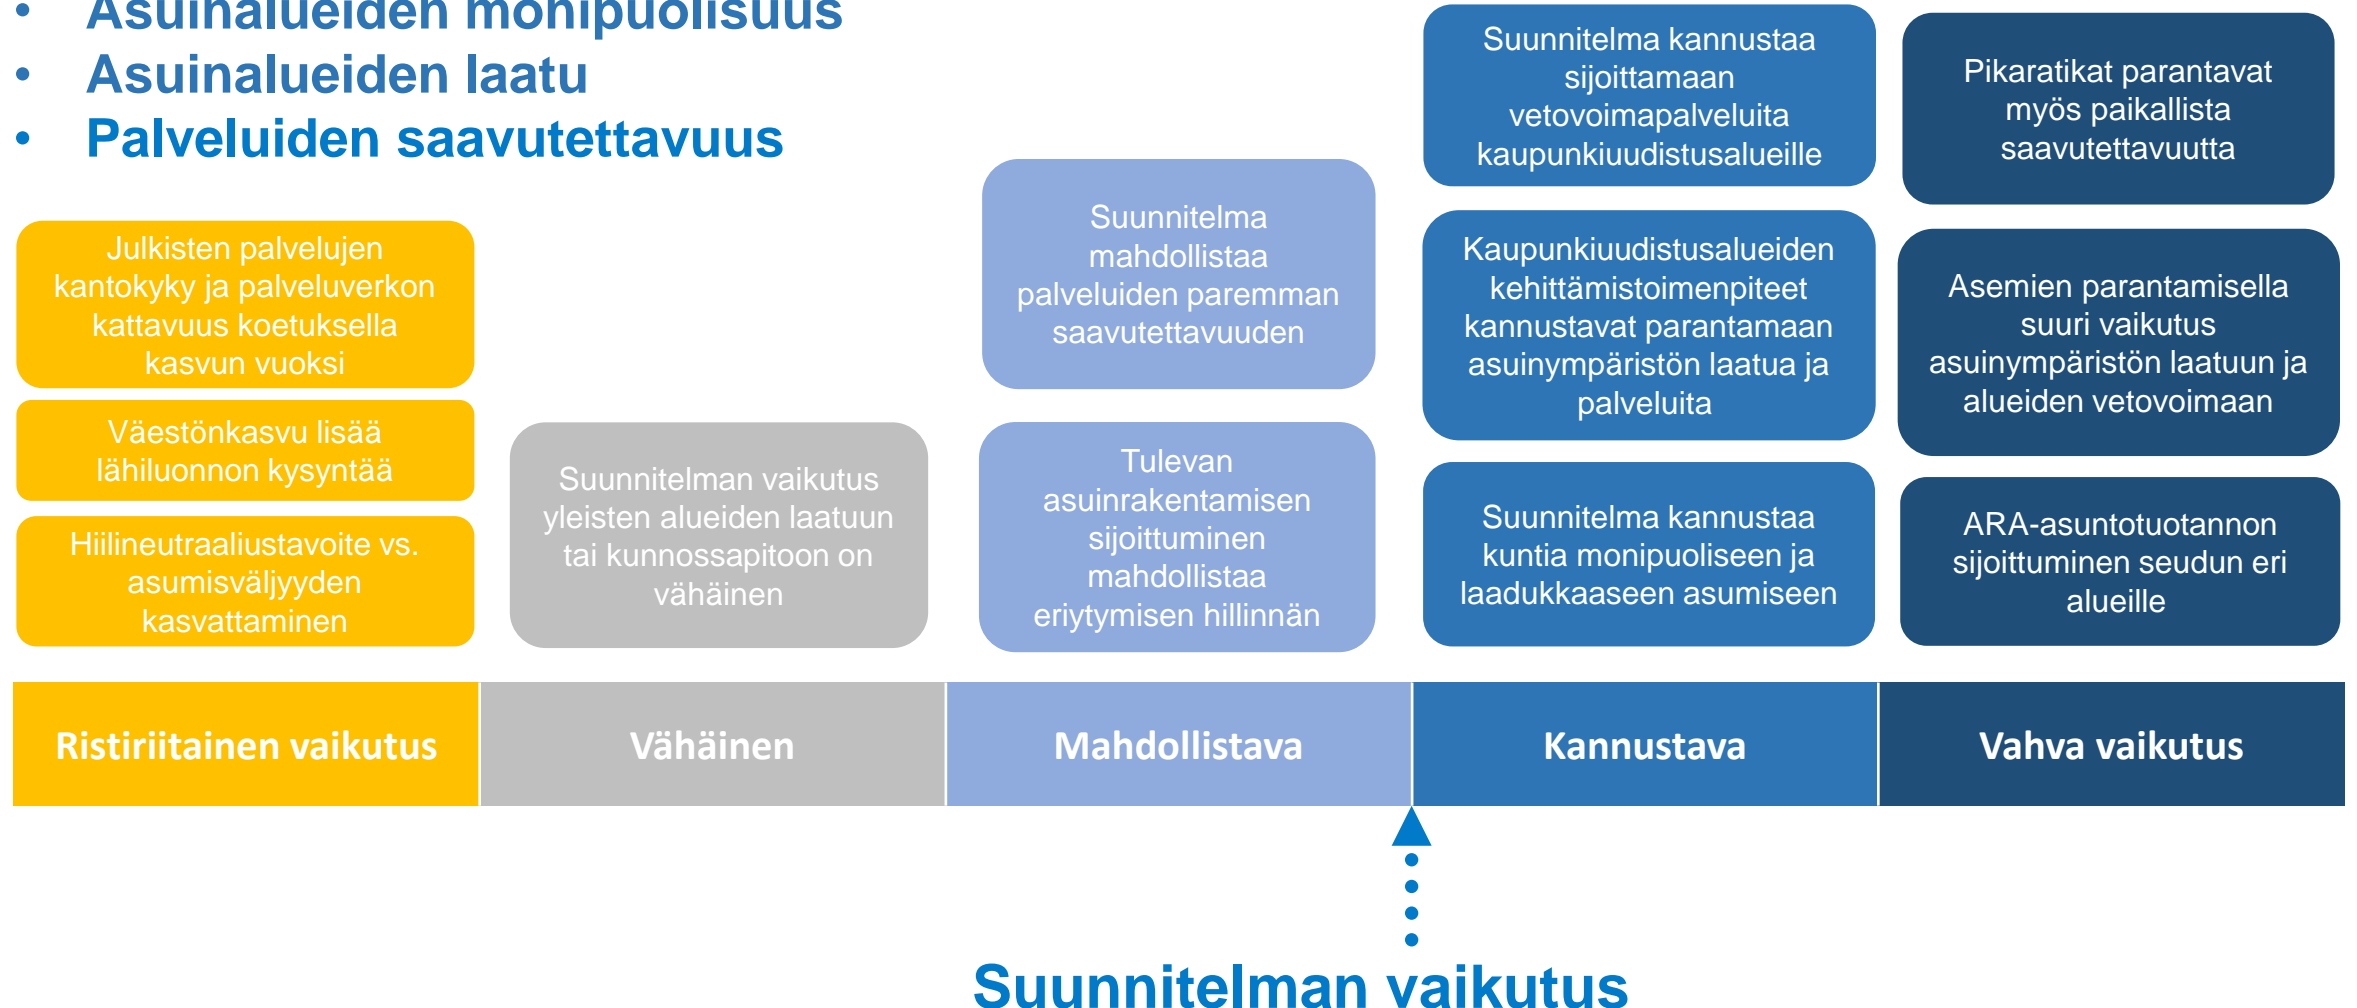 • Asuinalueiden monipuolisuus
• Asuinalueiden laatu
• Palveluiden saavutettavuus
Julkisten palvelujen
kantokyky ja palveluverkon
kattavuus koetuksella
kasvun vuoksi
Väestönkasvu lisää
lähiluonnon kysyntää
Hiilineutraaliustavoite vs.
asumisväljyyden
kasvattaminen
Suunnitelman vaikutus
yleisten alueiden laatuun
tai kunnossapitoon on
vähäinen
Suunnitelma
mahdollistaa
palveluiden paremman
saavutettavuuden
Tulevan
asuinrakentamisen
sijoittuminen
mahdollistaa
eriytymisen hillinnän
Suunnitelma kannustaa
sijoittamaan
vetovoimapalveluita
kaupunkiuudistusalueille
Kaupunkiuudistusalueiden
kehittämistoimenpiteet
kannustavat parantamaan
asuinympäristön laatua ja
palveluita
Suunnitelma kannustaa
kuntia monipuoliseen ja
laadukkaaseen asumiseen
Pikaratikat parantavat
myös paikallista
saavutettavuutta
Asemien parantamisella
suuri vaikutus
asuinympäristön laatuun ja
alueiden vetovoimaan
ARA-asuntotuotannon
sijoittuminen seudun eri
alueille
Ristiriitainen vaikutus
Vähäinen
Mahdollistava
Kannustava
Vahva vaikutus
Suunnitelman vaikutus